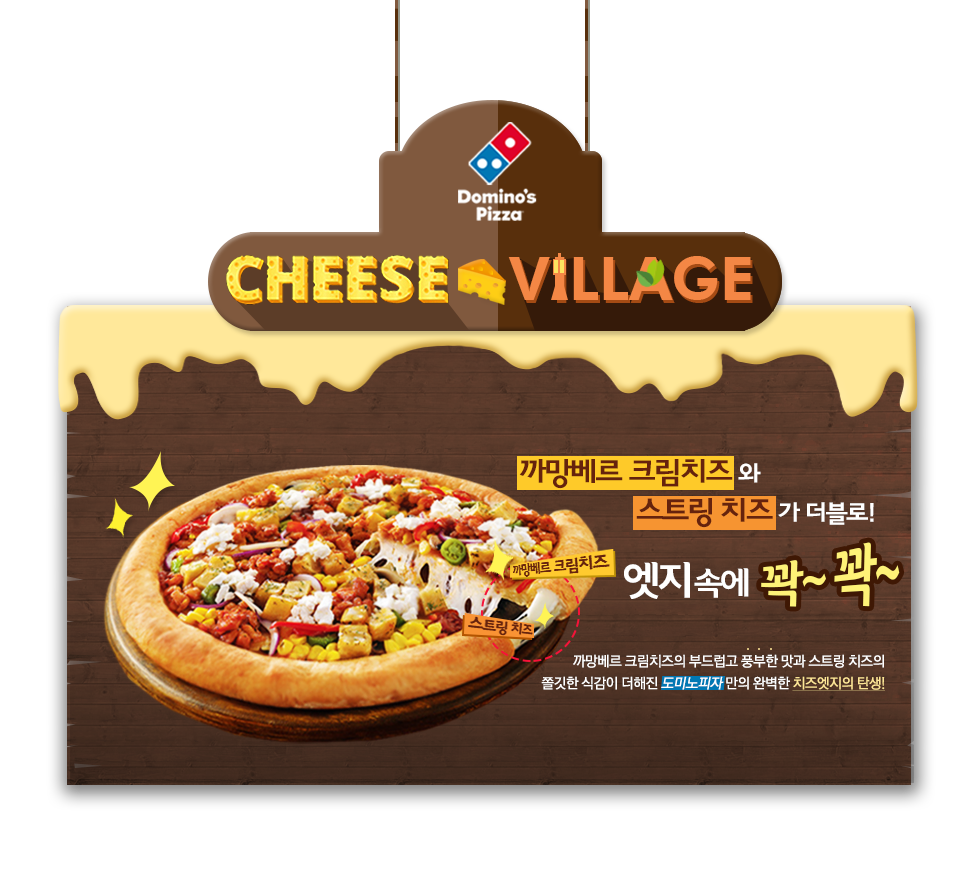 Domino's
Pizza
CHEESE VILLAGE
까망베르 크림치즈와
스트링 치즈가 더블로!
엣지속에 꽉~꽉~
까망베르 크림치즈
스트링 치즈
까망베르 크림치즈의 부드럽고 풍부한 맛과 스트링 치즈의
쫄깃한 식감이 더해진 도미노피자만의 완벽한 치즈엣지의 탄생!